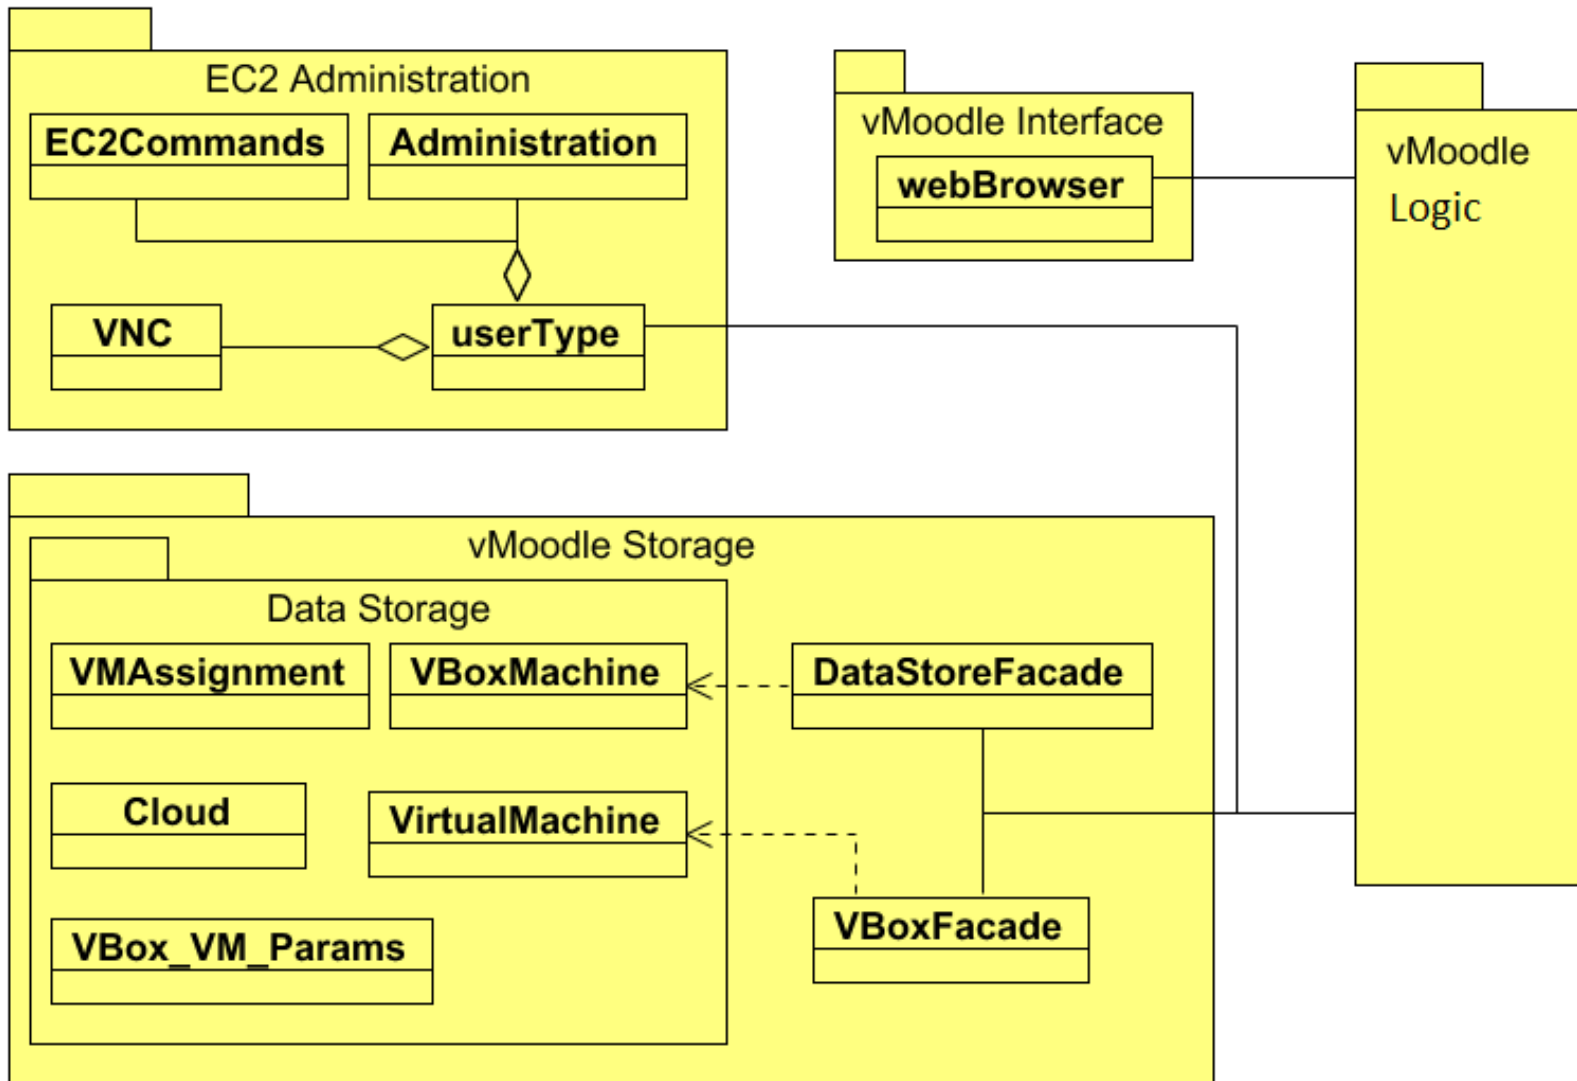 EC2 Administration
EC2Commands
Administration
VNC
userType
vMoodle Interface
webBrowser
vMoodle
Logic
vMoodle Storage
Data Storage
VMAssignment
VBoxMachine
DataStoreFacade
Cloud
VirtualMachine
VBox_VM_Params
VBoxFacade